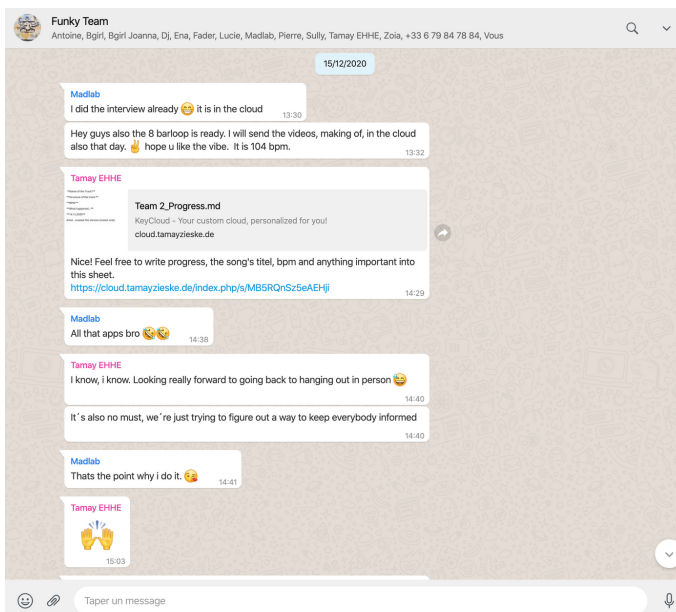 Funky Team
Antoine, Bgirl, Bgirl Joanna, Dj, Ena, Fader, Lucie, Madlab, Pierre, Sully, Tamay EHHE, Zoia, +33 6 79 84 78 84, Vous
15/12/2020
Madlab
I did the interview already 😁 it is in the cloud
13:30
Hey guys also the 8 barloop is ready. I will send the videos, making of, in the cloud
also that day. ✌️ hope u like the vibe. It is 104 bpm.
13:32
Tamay EHHE
Team 2_Progress.md
KeyCloud - Your custom cloud, personalized for you!
cloud.tamayzieske.de
Nice! Feel free to write progress, the song's titel, bpm and anything important into
this sheet.
https://cloud.tamayzieske.de/index.php/s/MB5RQnSz5eAEHji
14:29
Madlab
All that apps bro 🤣🤣
14:38
Tamay EHHE
I know, i know. Looking really forward to going back to hanging out in person 😅
14:40
It´s also no must, we´re just trying to figure out a way to keep everybody informed
14:40
Madlab
Thats the point why i do it. 😘
14:41
Tamay EHHE
🙌
15:03
Taper un message